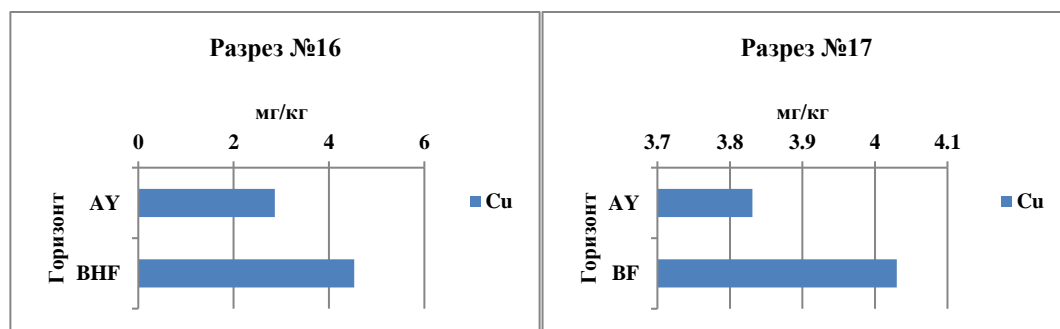 Разрез №16
мг/кг
0 2 4 6
AY
BHF
Горизонт
Cu
Разрез №17
мг/кг
3.7 3.8 3.9 4 4.1
AY
BF
Горизонт
Cu